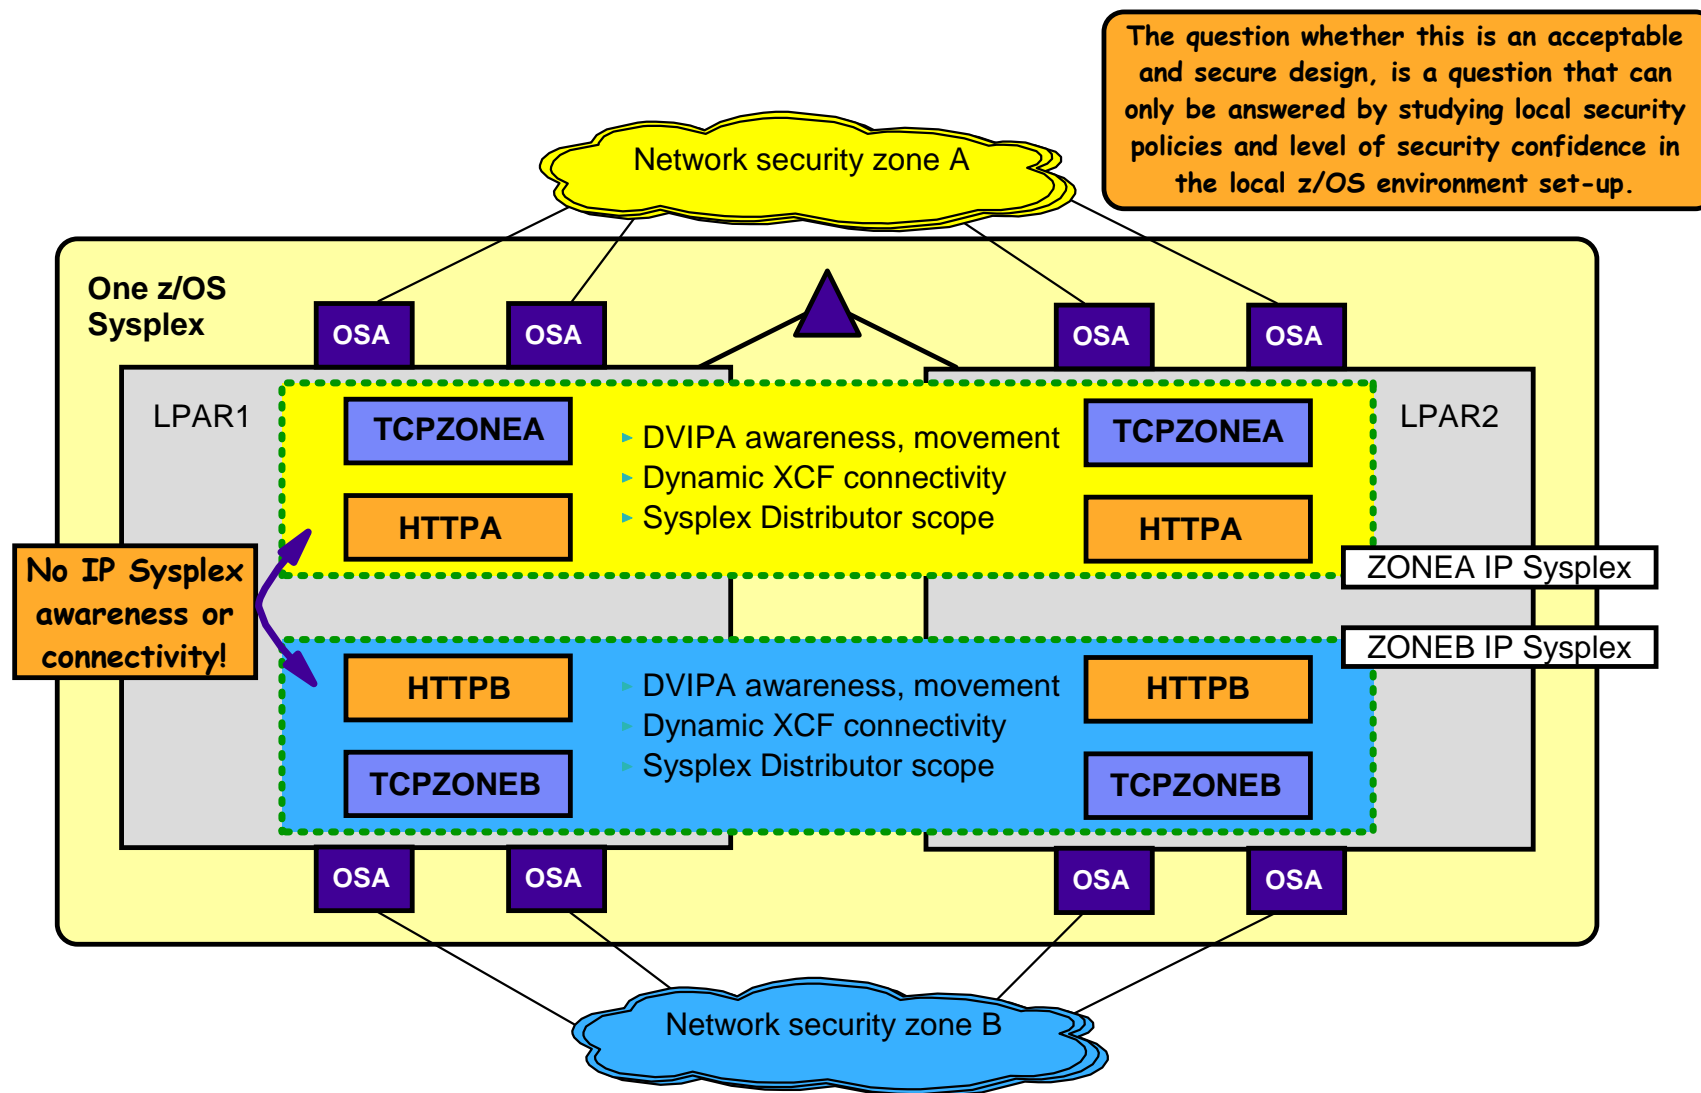 The question whether this is an acceptable
and secure design, is a question that can
only be answered by studying local security
policies and level of security confidence in
the local z/OS environment set-up.
Network security zone A
One z/OS
Sysplex
OSA
OSA
OSA
OSA
LPAR1
LPAR2
TCPZONEA
HTTPA
DVIPA awareness, movement
Dynamic XCF connectivity
Sysplex Distributor scope
TCPZONEA
HTTPA
ZONEA IP Sysplex
No IP Sysplex
awareness or
connectivity!
ZONEB IP Sysplex
HTTPB
TCPZONEB
DVIPA awareness, movement
Dynamic XCF connectivity
Sysplex Distributor scope
HTTPB
TCPZONEB
OSA
OSA
OSA
OSA
Network security zone B